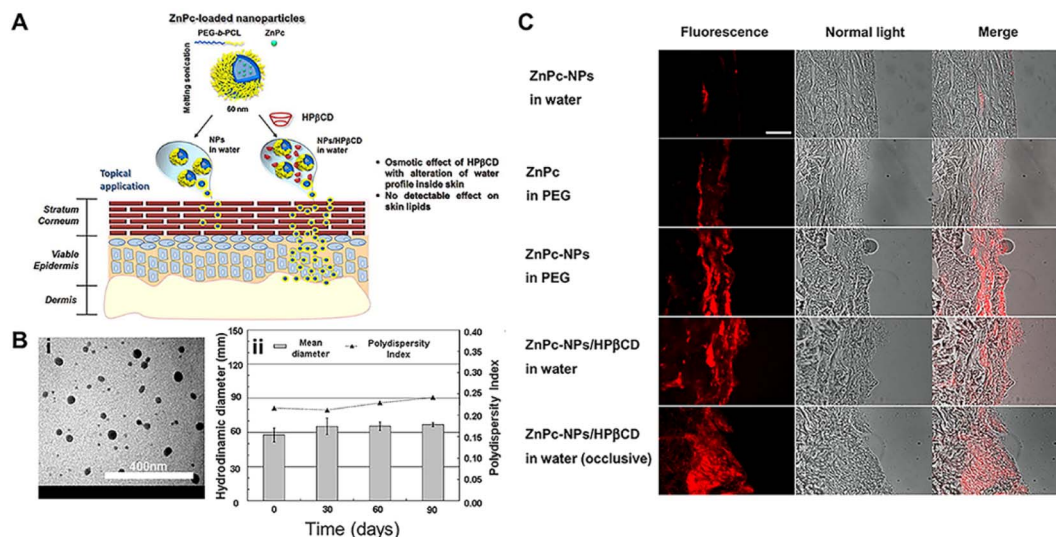 A
ZnPc-loaded nanoparticles
PEG-b-PCL
ZnPc
Melting sonication
60 nm
HPβCD
NPs
in water
NPs/HPβCD
in water
Topical
application
• Osmotic effect of HPβCD
with alteration of water
profile inside skin
• No detectable effect on
skin lipids
Stratum
Corneum
Viable
Epidermis
Dermis
B
i
400nm
ii
Hydrodinamic diameter (mm)
150
120
90
60
30
0
Mean
diameter
Polydispersity
Index
0.40
0.35
0.30
0.25
0.20
0.15
0.10
0.05
0.00
Polydispersity Index
0
30
60
90
Time (days)
C
Fluorescence
Normal light
Merge
ZnPc-NPs
in water
ZnPc
in PEG
ZnPc-NPs
in PEG
ZnPc-NPs/HPβCD
in water
ZnPc-NPs/HPβCD
in water (occlusive)